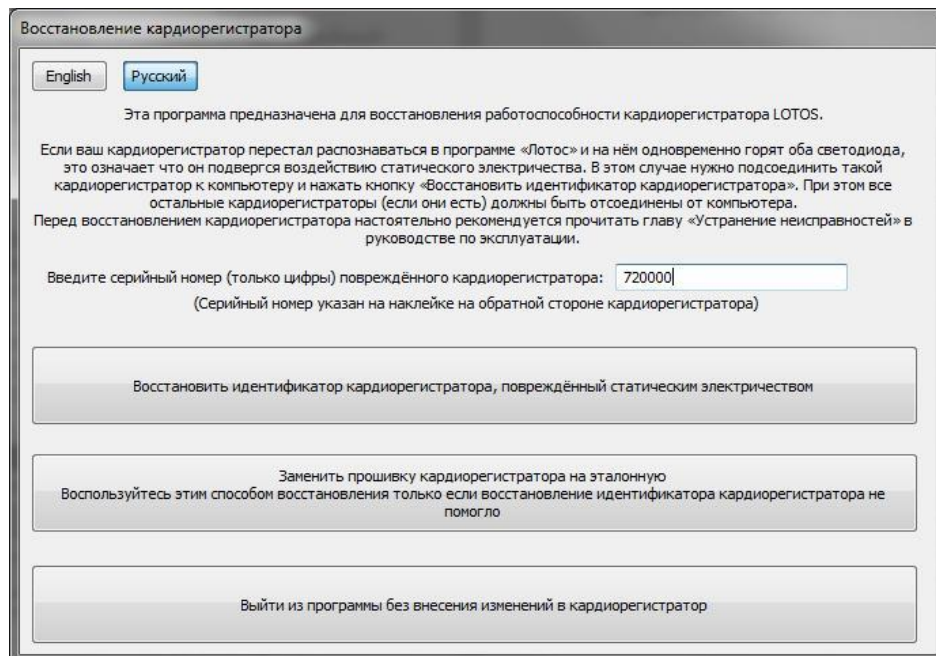 Восстановление кардиорегистратора
English Русский
Эта программа предназначена для восстановления работоспособности кардиорегистратора LOTOS.
Если ваш кардиорегистратор перестал распознаваться в программе «Лотос» и на нём одновременно горят оба светодиода,
это означает что он подвергся воздействию статического электричества. В этом случае нужно подсоединить такой
кардиорегистратор к компьютеру и нажать кнопку «Восстановить идентификатор кардиорегистратора». При этом все
остальные кардиорегистраторы (если они есть) должны быть отсоединены от компьютера.
Перед восстановлением кардиорегистратора настоятельно рекомендуется прочитать главу «Устранение неисправностей» в
руководстве по эксплуатации.
Введите серийный номер (только цифры) повреждённого кардиорегистратора: 720000
(Серийный номер указан на наклейке на обратной стороне кардиорегистратора)
Восстановить идентификатор кардиорегистратора, повреждённый статическим электричеством
Заменить прошивку кардиорегистратора на эталонную
Воспользуйтесь этим способом восстановления только если восстановление идентификатора кардиорегистратора не
помогло
Выйти из программы без внесения изменений в кардиорегистратор